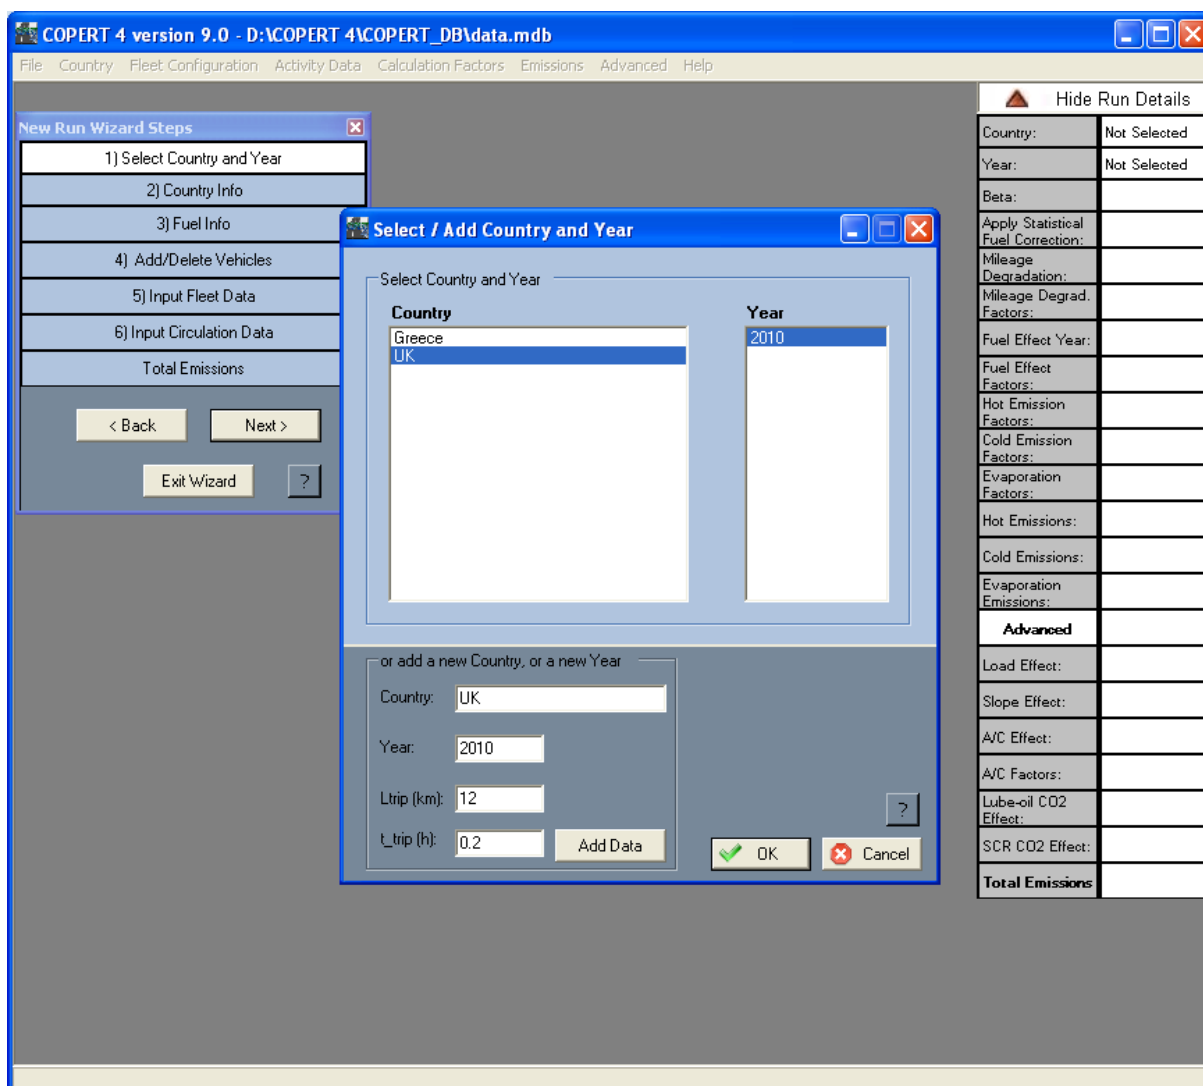 COPERT 4 version 9.0 - D:\COPERT 4\COPERT_DB\data.mdb
File Country Fleet Configuration Activity Data Calculation Factors Emissions Advanced Help
New Run Wizard Steps
1) Select Country and Year
2) Country Info
3) Fuel Info
4) Add/Delete Vehicles
5) Input Fleet Data
6) Input Circulation Data
Total Emissions
< Back
Next >
Exit Wizard
?
Select / Add Country and Year
Select Country and Year
Country
Year
Greece
UK
2010
or add a new Country, or a new Year
Country:
UK
Year:
2010
Ltrip (km):
12
t_trip (h):
0.2
Add Data
?
OK
Cancel
Hide Run Details
Country:
Not Selected
Year:
Not Selected
Beta:
Apply Statistical
Fuel Correction:
Mileage
Degradation:
Mileage Degrad.
Factors:
Fuel Effect Year:
Fuel Effect
Factors:
Hot Emission
Factors:
Cold Emission
Factors:
Evaporation
Factors:
Hot Emissions:
Cold Emissions:
Evaporation
Emissions:
Advanced
Load Effect:
Slope Effect:
A/C Effect:
A/C Factors:
Lube-oil CO2
Effect:
SCR CO2 Effect:
Total Emissions